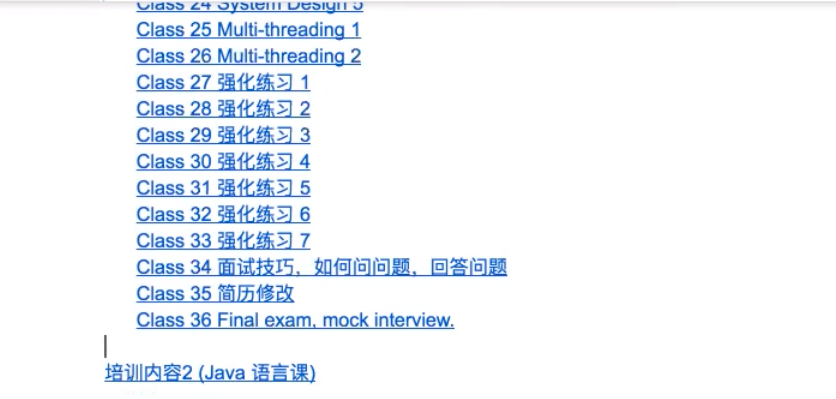 Class 24 System Design 5
Class 25 Multi-threading 1
Class 26 Multi-threading 2
Class 27 强化练习 1
Class 28 强化练习 2
Class 29 强化练习 3
Class 30 强化练习 4
Class 31 强化练习 5
Class 32 强化练习 6
Class 33 强化练习 7
Class 34 面试技巧，如何问问题，回答问题
Class 35 简历修改
Class 36 Final exam, mock interview.
培训内容2 (Java 语言课)